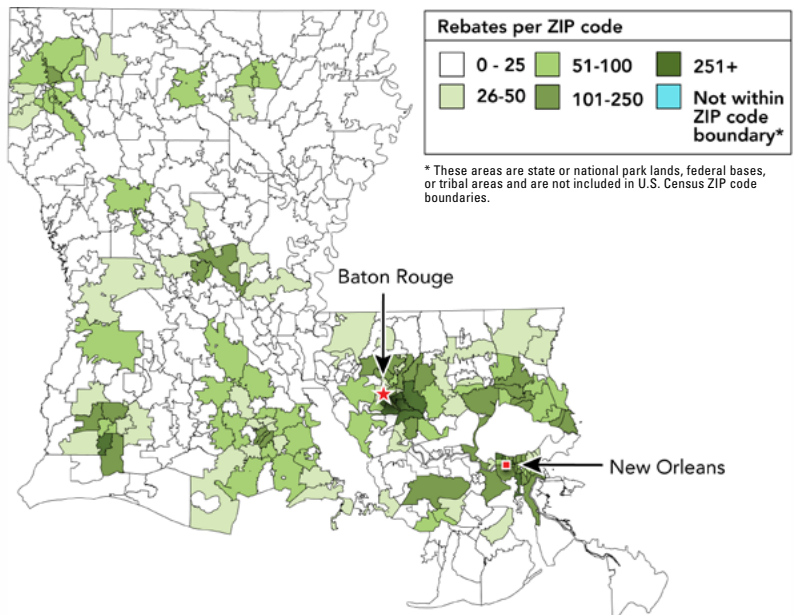 Rebates per ZIP code
0 - 25
51-100
251+
26-50
101-250
Not within
ZIP code
boundary*
* These areas are state or national park lands, federal bases,
or tribal areas and are not included in U.S. Census ZIP code
boundaries.
Baton Rouge
New Orleans